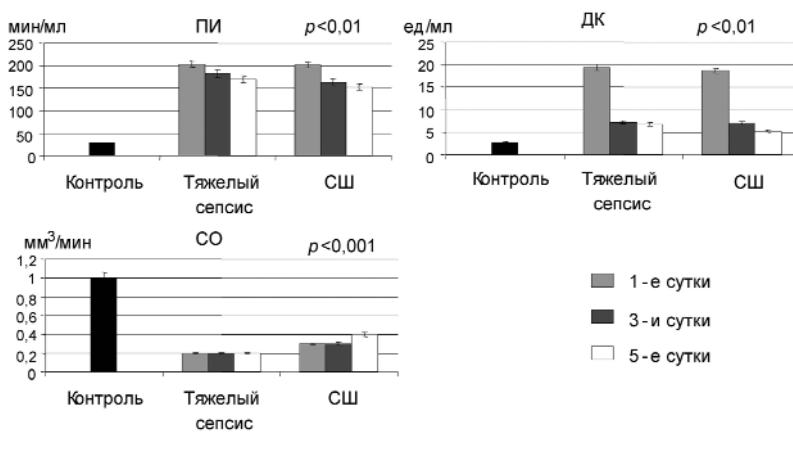 мин/мл ПИ p<0,01
250
200
150
100
50
0
Контроль Тяжелый сепсис СШ
ед/мл ДК p<0,01
25
20
15
10
5
0
Контроль Тяжелый сепсис СШ
мм³/мин СО p<0,001
1,2
1
0,8
0,6
0,4
0,2
0
Контроль Тяжелый сепсис СШ
1-е сутки
3-и сутки
5-е сутки